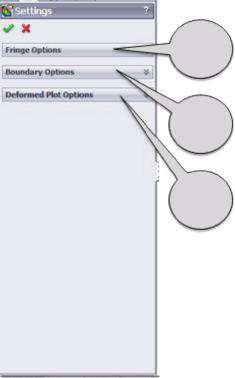 Settings ?
Fringe Options
Boundary Options
Deformed Plot Options